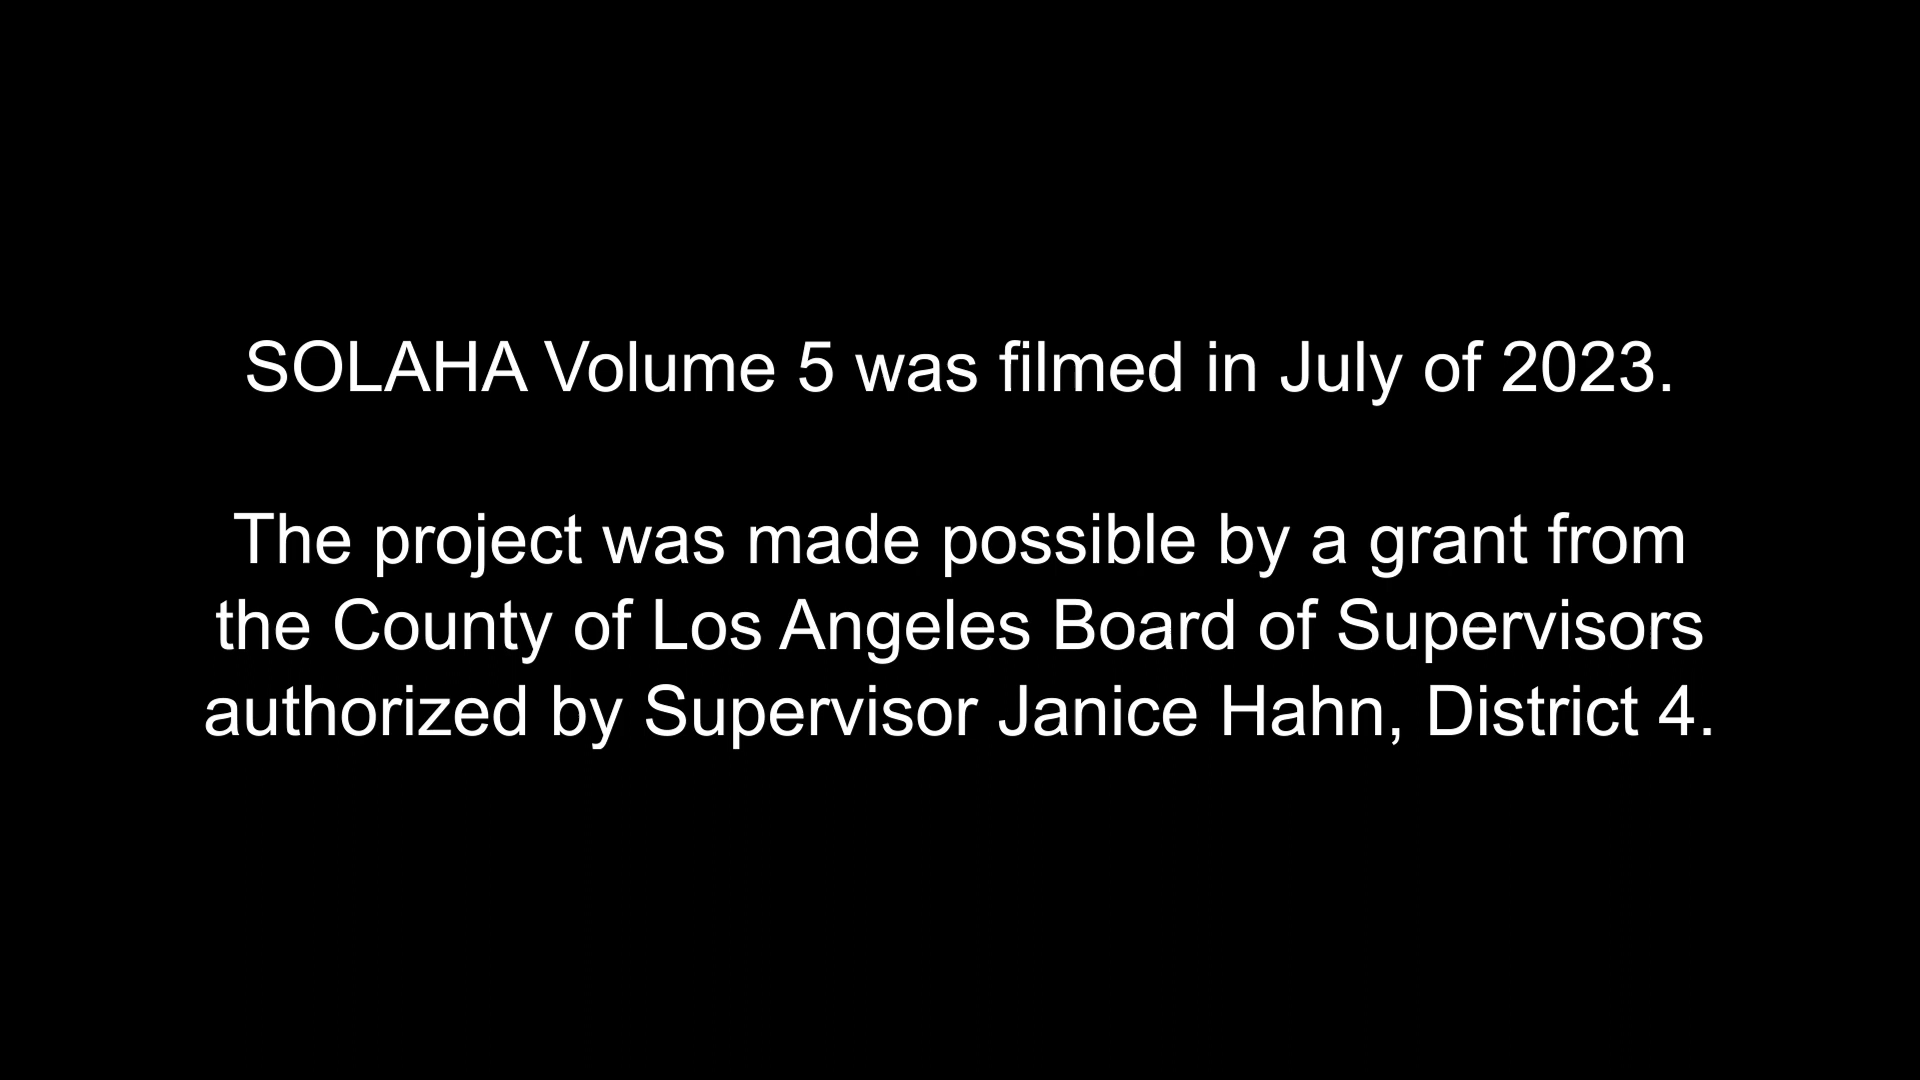 SOLAHA Volume 5 was filmed in July of 2023.
The project was made possible by a grant from
the County of Los Angeles Board of Supervisors
authorized by Supervisor Janice Hahn, District 4.